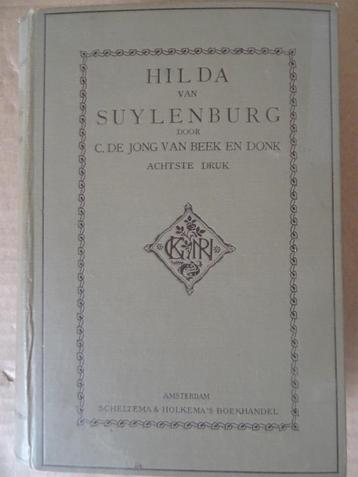 HILDA
VAN
SUYLENBURG
DOOR
C. DE JONG VAN BEEK EN DONK
ACHTSTE DRUK
AMSTERDAM
SCHELTEMA & HOLKEMA'S BOEKHANDEL